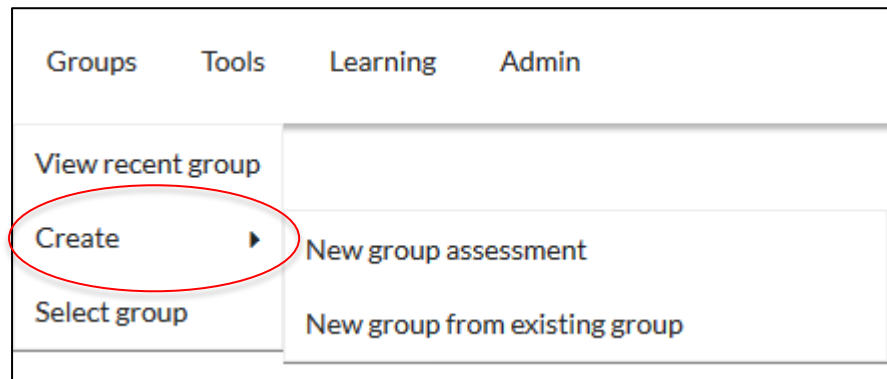 Groups Tools Learning Admin
View recent group
Create
New group assessment
Select group
New group from existing group